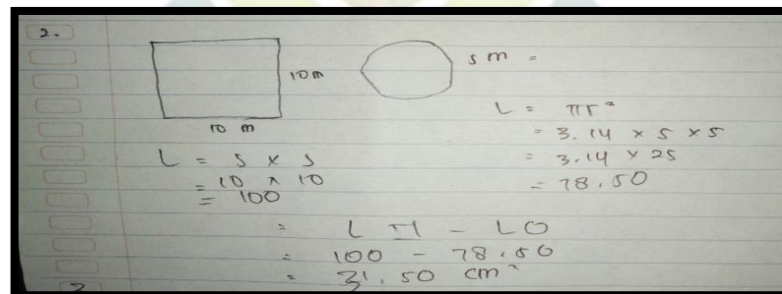 2.
10 m
10 m
L = s x s
= 10 x 10
= 100
5 m =
L = πr²
= 3.14 x 5 x 5
= 3.14 x 25
= 78.50
= L □ - L O
= 100 - 78.50
= 31.50 cm²